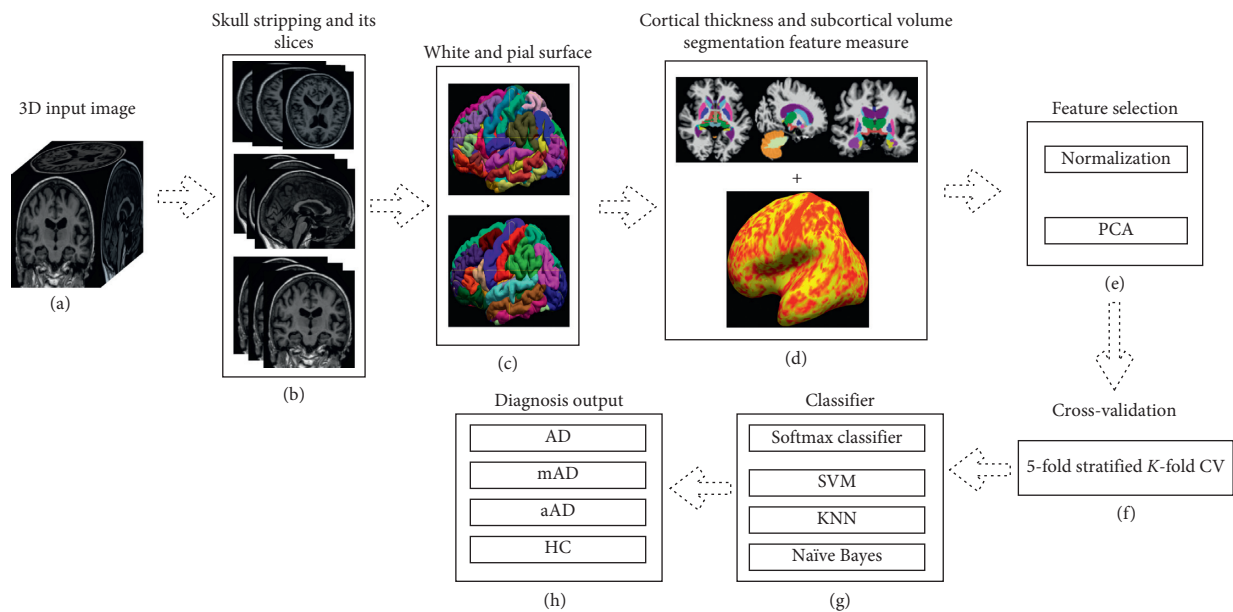 3D input image
(a)
Skull stripping and its
slices
(b)
White and pial surface
(c)
Cortical thickness and subcortical volume
segmentation feature measure
+
(d)
Feature selection
Normalization
PCA
(e)
Cross-validation
5-fold stratified K-fold CV
(f)
Classifier
Softmax classifier
SVM
KNN
Naïve Bayes
(g)
Diagnosis output
AD
mAD
aAD
HC
(h)